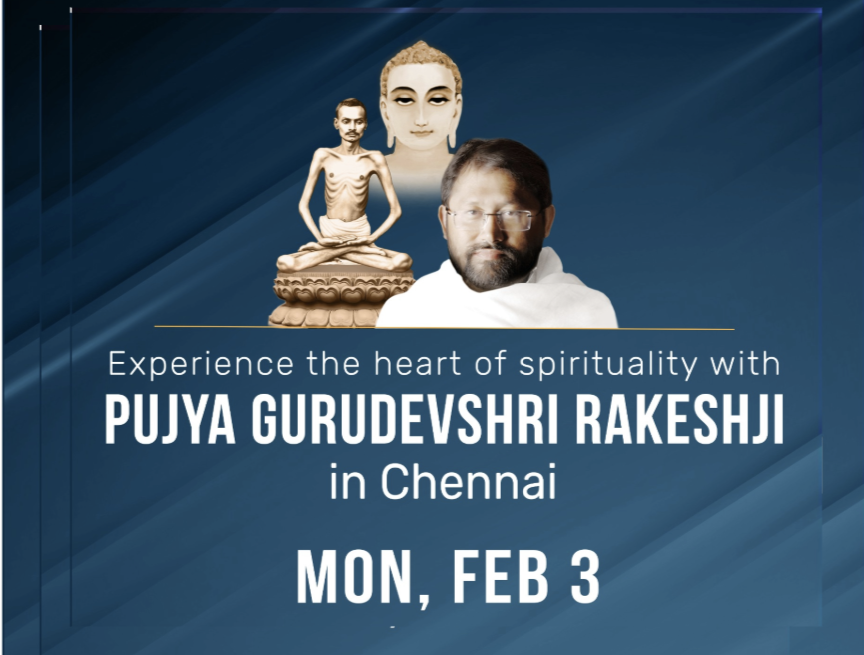 Experience the heart of spirituality with
PUJYA GURUDEVSHRI RAKESHJI
in Chennai
MON, FEB 3